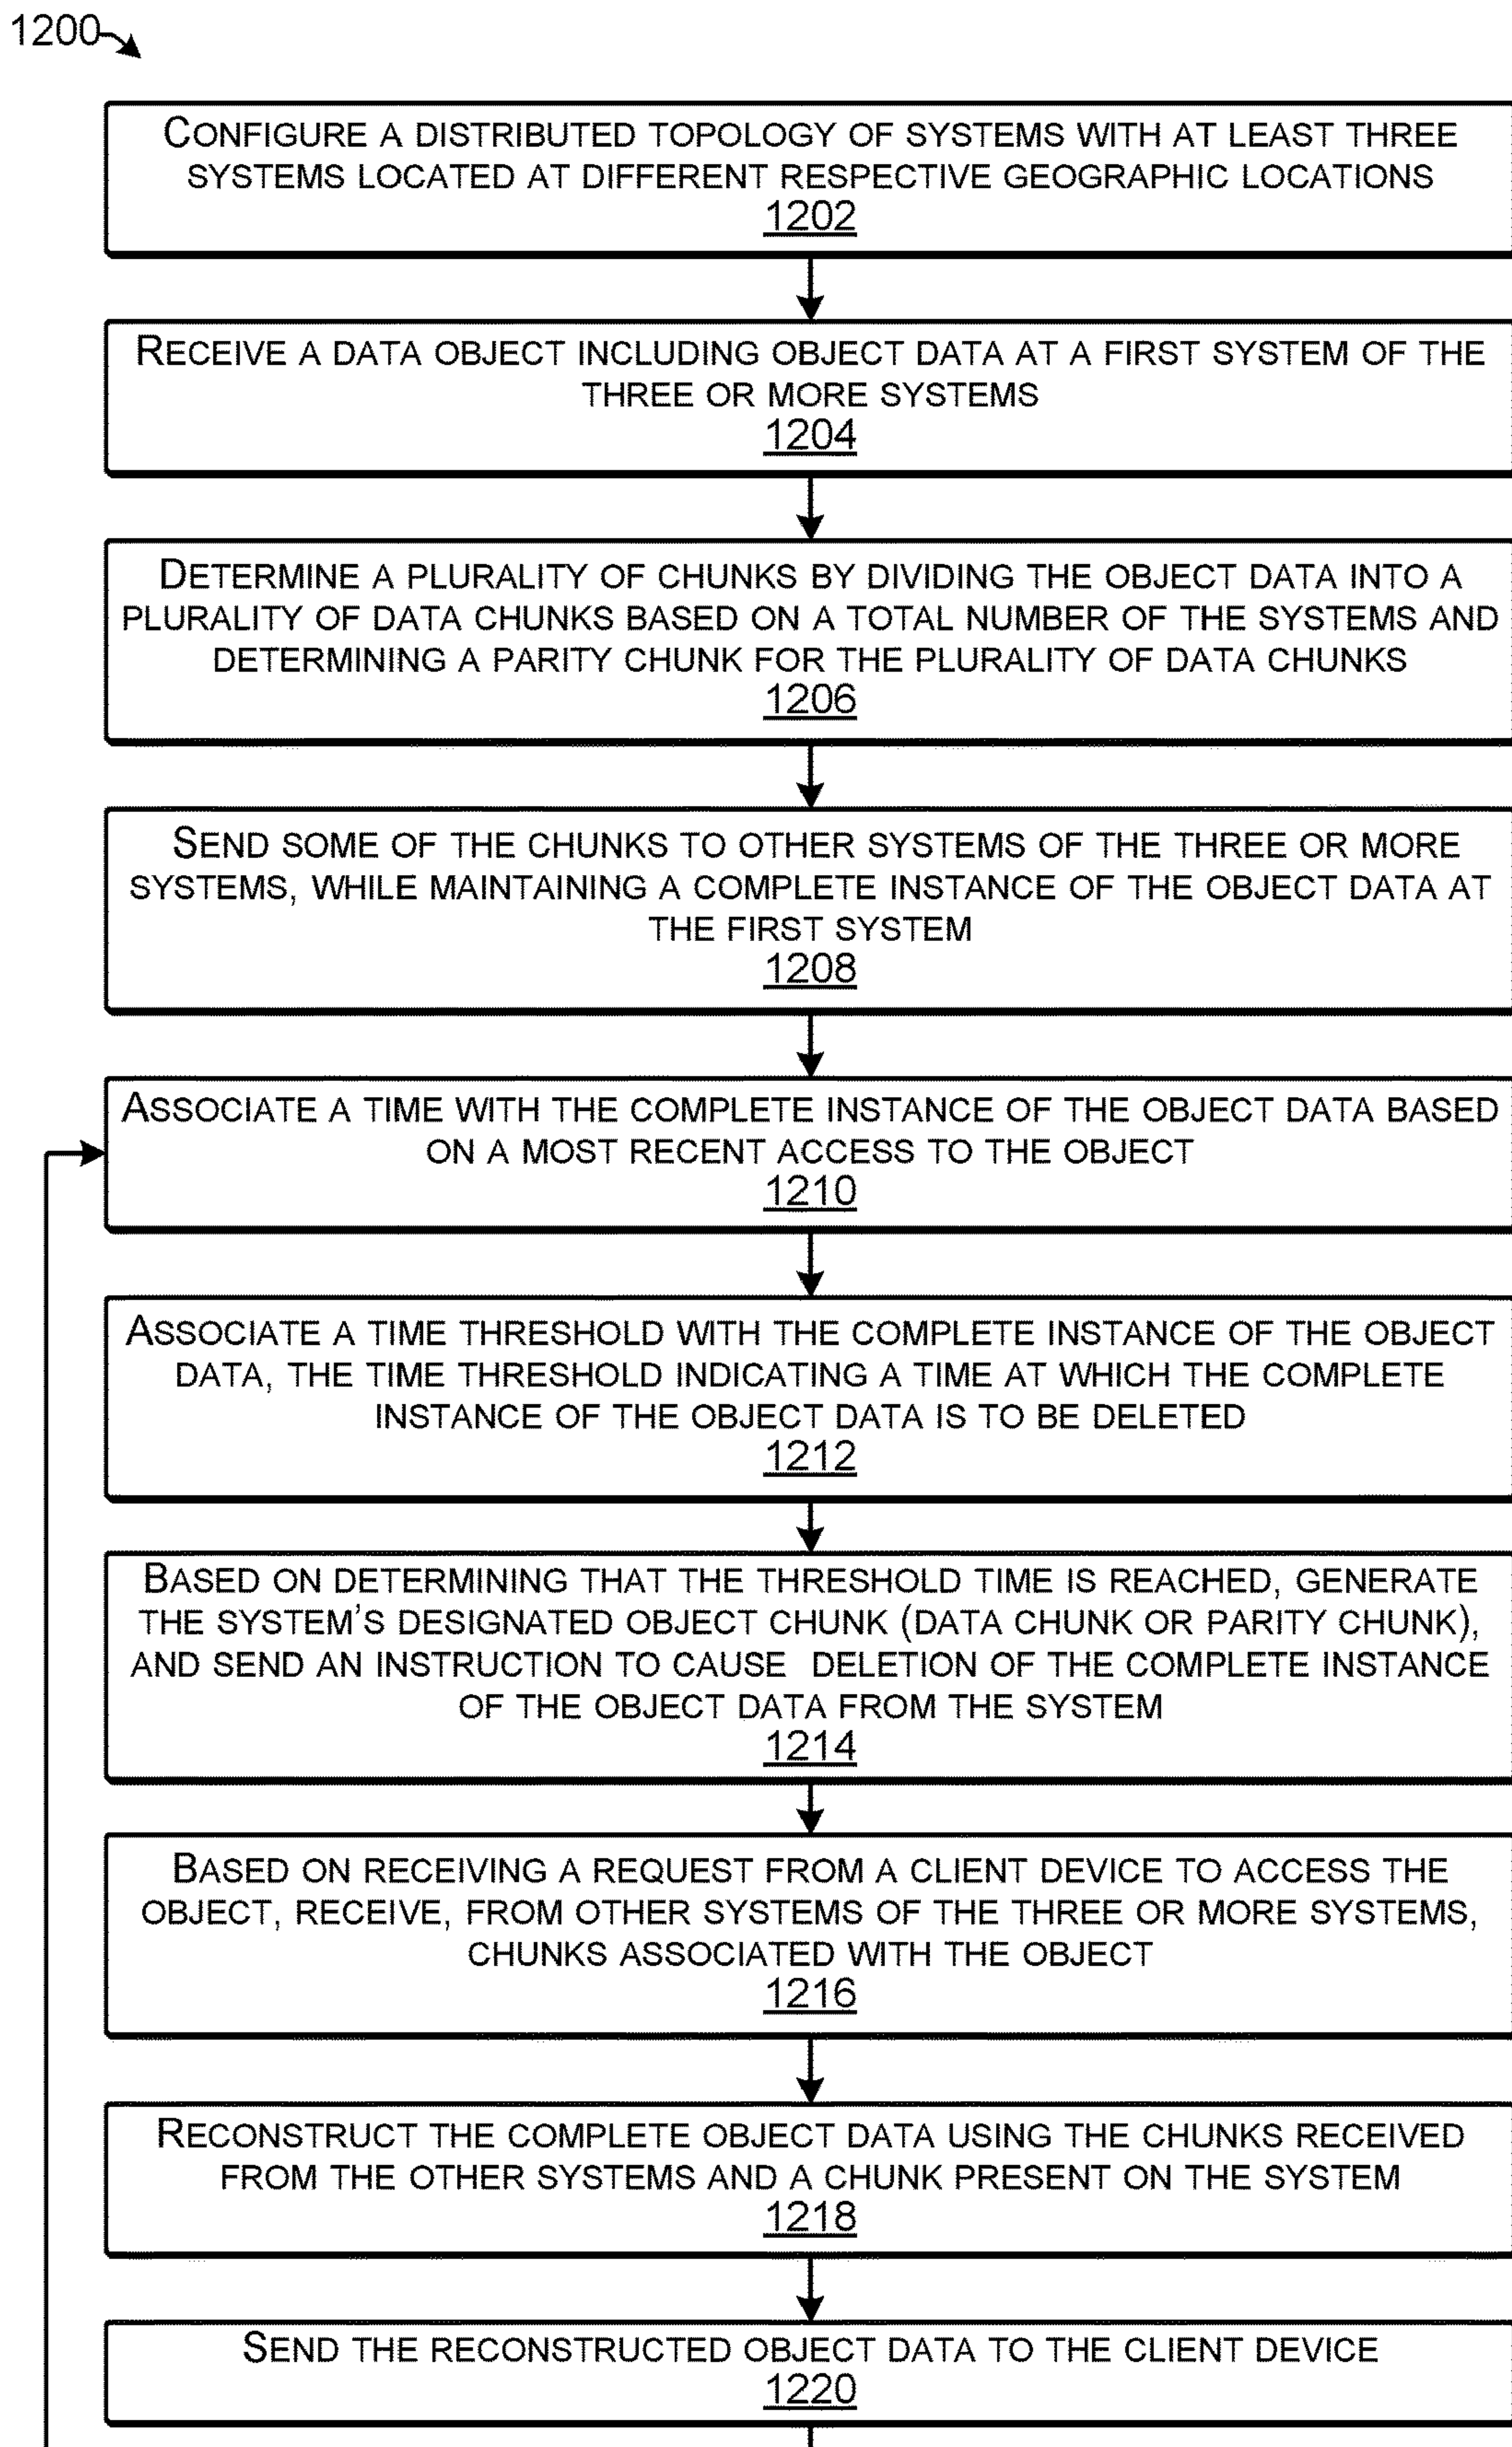 1200
CONFIGURE A DISTRIBUTED TOPOLOGY OF SYSTEMS WITH AT LEAST THREE
SYSTEMS LOCATED AT DIFFERENT RESPECTIVE GEOGRAPHIC LOCATIONS
1202
RECEIVE A DATA OBJECT INCLUDING OBJECT DATA AT A FIRST SYSTEM OF THE
THREE OR MORE SYSTEMS
1204
DETERMINE A PLURALITY OF CHUNKS BY DIVIDING THE OBJECT DATA INTO A
PLURALITY OF DATA CHUNKS BASED ON A TOTAL NUMBER OF THE SYSTEMS AND
DETERMINING A PARITY CHUNK FOR THE PLURALITY OF DATA CHUNKS
1206
SEND SOME OF THE CHUNKS TO OTHER SYSTEMS OF THE THREE OR MORE
SYSTEMS, WHILE MAINTAINING A COMPLETE INSTANCE OF THE OBJECT DATA AT
THE FIRST SYSTEM
1208
ASSOCIATE A TIME WITH THE COMPLETE INSTANCE OF THE OBJECT DATA BASED
ON A MOST RECENT ACCESS TO THE OBJECT
1210
ASSOCIATE A TIME THRESHOLD WITH THE COMPLETE INSTANCE OF THE OBJECT
DATA, THE TIME THRESHOLD INDICATING A TIME AT WHICH THE COMPLETE
INSTANCE OF THE OBJECT DATA IS TO BE DELETED
1212
BASED ON DETERMINING THAT THE THRESHOLD TIME IS REACHED, GENERATE
THE SYSTEM'S DESIGNATED OBJECT CHUNK (DATA CHUNK OR PARITY CHUNK),
AND SEND AN INSTRUCTION TO CAUSE DELETION OF THE COMPLETE INSTANCE
OF THE OBJECT DATA FROM THE SYSTEM
1214
BASED ON RECEIVING A REQUEST FROM A CLIENT DEVICE TO ACCESS THE
OBJECT, RECEIVE, FROM OTHER SYSTEMS OF THE THREE OR MORE SYSTEMS,
CHUNKS ASSOCIATED WITH THE OBJECT
1216
RECONSTRUCT THE COMPLETE OBJECT DATA USING THE CHUNKS RECEIVED
FROM THE OTHER SYSTEMS AND A CHUNK PRESENT ON THE SYSTEM
1218
SEND THE RECONSTRUCTED OBJECT DATA TO THE CLIENT DEVICE
1220